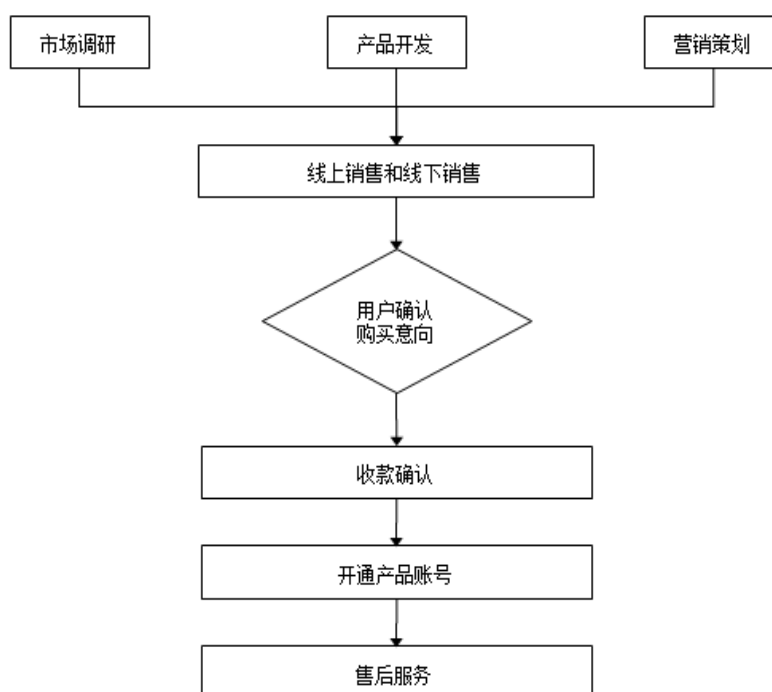 市场调研
产品开发
营销策划
线上销售和线下销售
用户确认
购买意向
收款确认
开通产品账号
售后服务